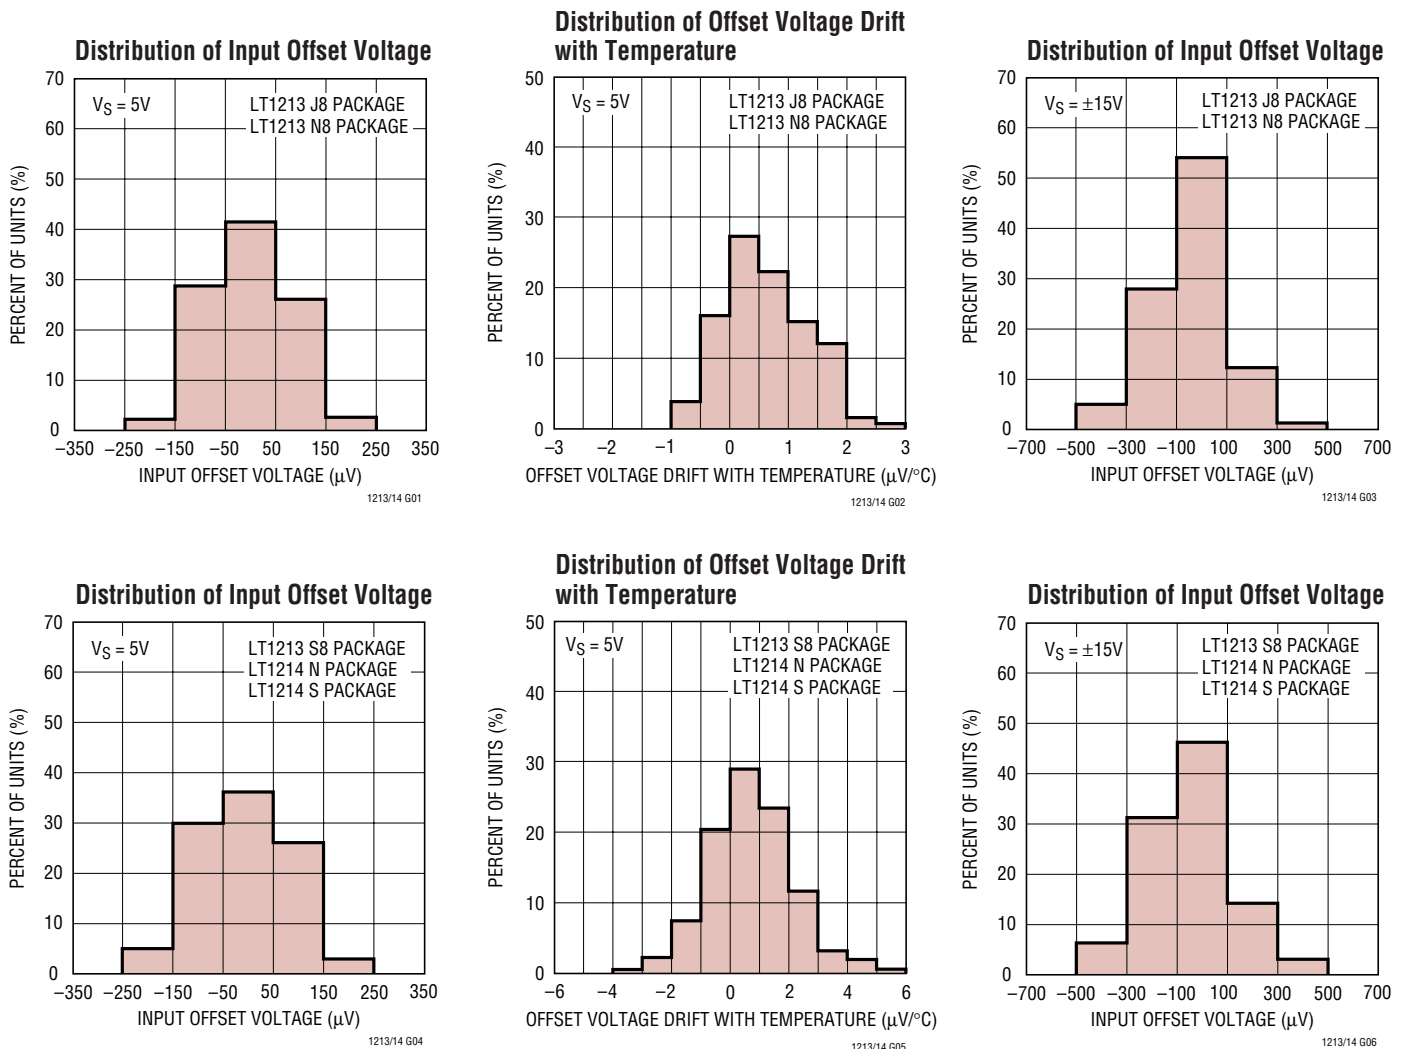 Distribution of Input Offset Voltage
70
60
50
40
30
20
10
0
PERCENT OF UNITS (%)
VS = 5V
LT1213 J8 PACKAGE
LT1213 N8 PACKAGE
–350 –250 –150 –50 50 150 250 350
INPUT OFFSET VOLTAGE (µV)
1213/14 G01
Distribution of Offset Voltage Drift
with Temperature
50
40
30
20
10
0
PERCENT OF UNITS (%)
VS = 5V
LT1213 J8 PACKAGE
LT1213 N8 PACKAGE
–3 –2 –1 0 1 2 3
OFFSET VOLTAGE DRIFT WITH TEMPERATURE (µV/°C)
1213/14 G02
Distribution of Input Offset Voltage
70
60
50
40
30
20
10
0
PERCENT OF UNITS (%)
VS = ±15V
LT1213 J8 PACKAGE
LT1213 N8 PACKAGE
–700 –500 –300 –100 100 300 500 700
INPUT OFFSET VOLTAGE (µV)
1213/14 G03
Distribution of Input Offset Voltage
70
60
50
40
30
20
10
0
PERCENT OF UNITS (%)
VS = 5V
LT1213 S8 PACKAGE
LT1214 N PACKAGE
LT1214 S PACKAGE
–350 –250 –150 –50 50 150 250 350
INPUT OFFSET VOLTAGE (µV)
1213/14 G04
Distribution of Offset Voltage Drift
with Temperature
50
40
30
20
10
0
PERCENT OF UNITS (%)
VS = 5V
LT1213 S8 PACKAGE
LT1214 N PACKAGE
LT1214 S PACKAGE
–6 –4 –2 0 2 4 6
OFFSET VOLTAGE DRIFT WITH TEMPERATURE (µV/°C)
1213/14 G05
Distribution of Input Offset Voltage
70
60
50
40
30
20
10
0
PERCENT OF UNITS (%)
VS = ±15V
LT1213 S8 PACKAGE
LT1214 N PACKAGE
LT1214 S PACKAGE
–700 –500 –300 –100 100 300 500 700
INPUT OFFSET VOLTAGE (µV)
1213/14 G06